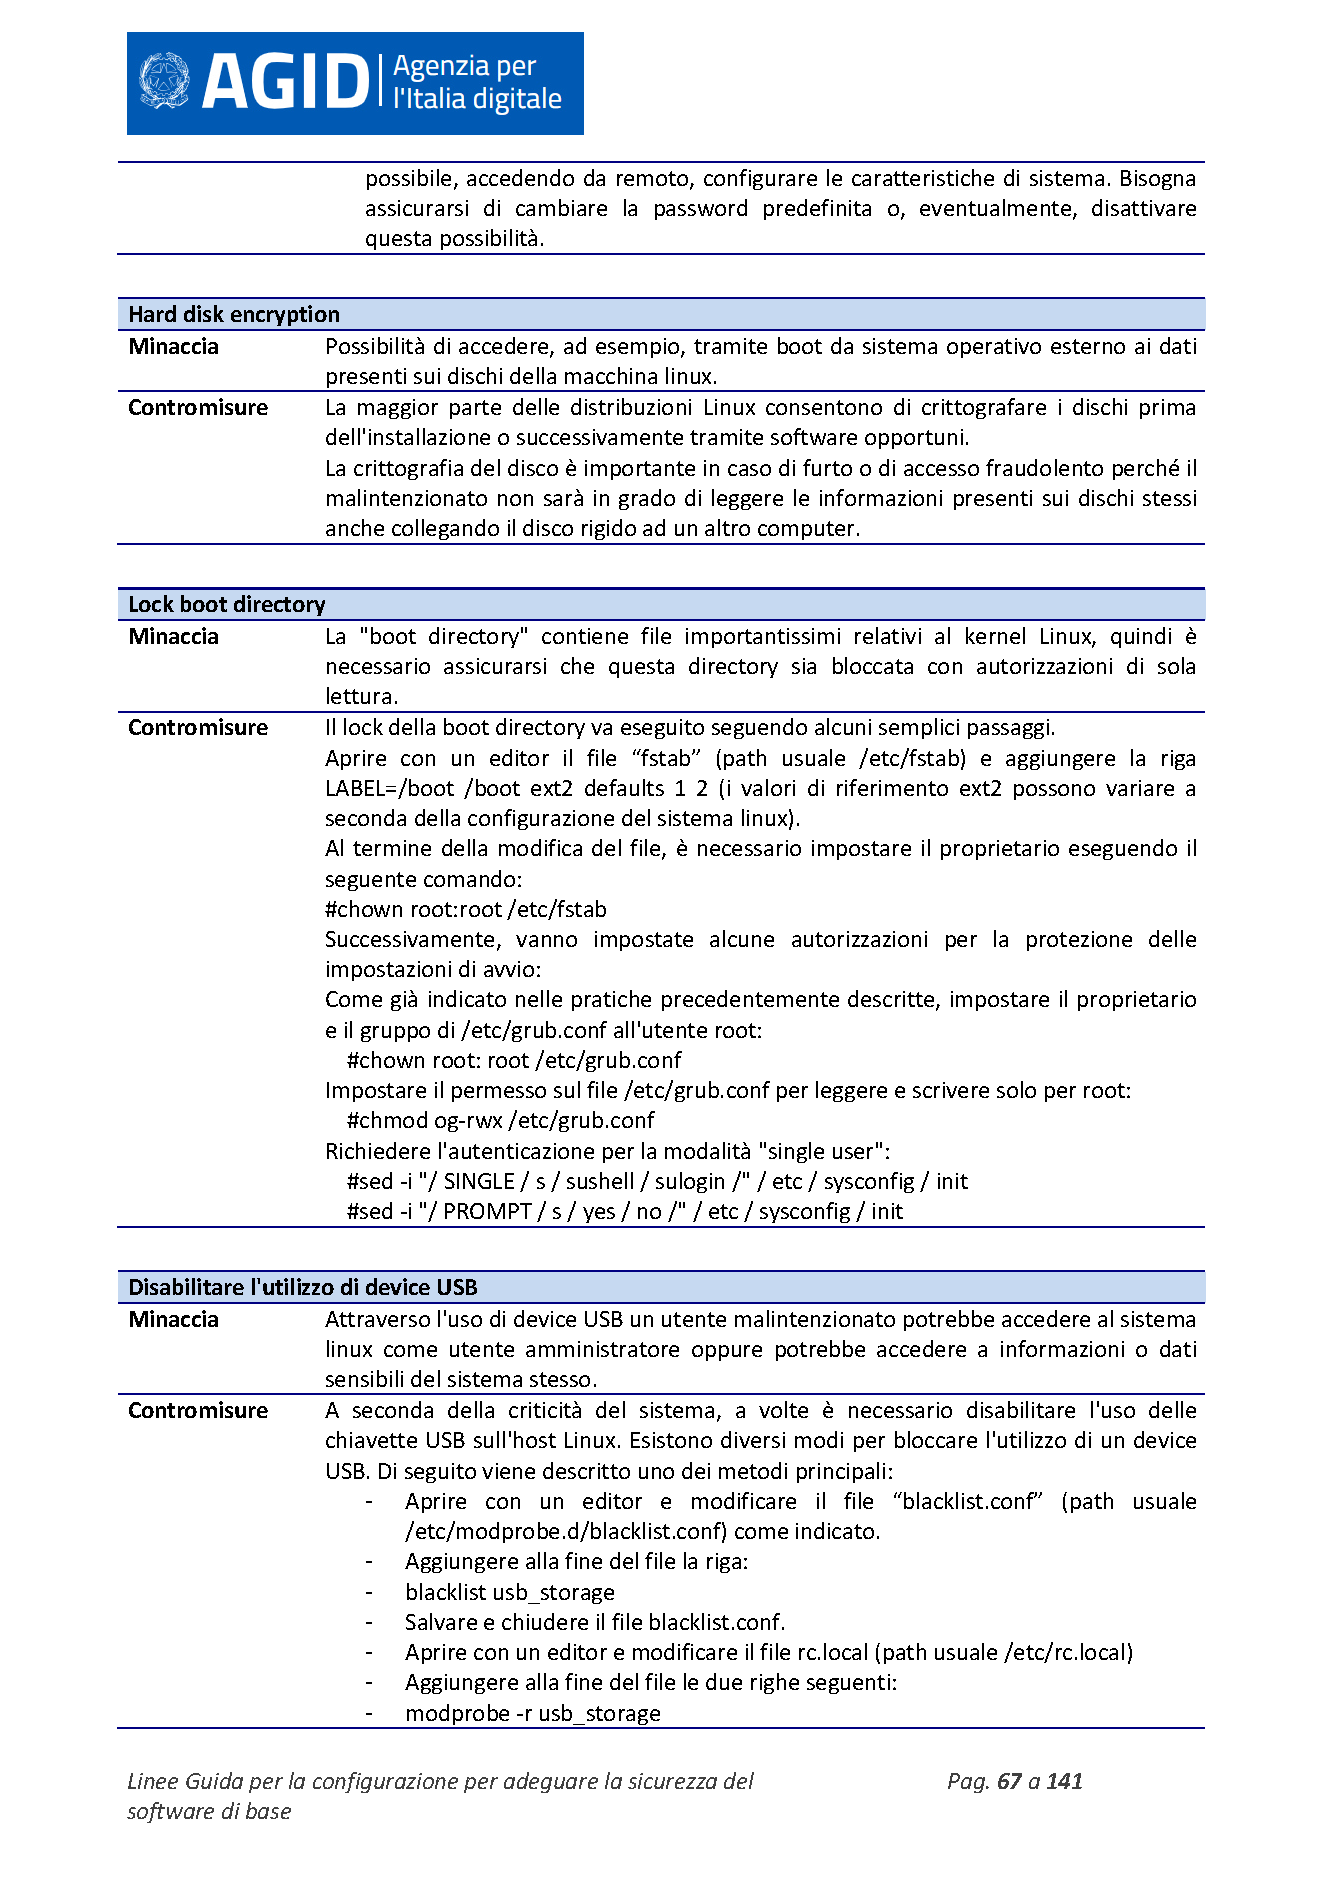 AGID Agenzia per
l'Italia digitale
possibile, accedendo da remoto, configurare le caratteristiche di sistema. Bisogna
assicurarsi di cambiare la password predefinita o, eventualmente, disattivare
questa possibilità.
Hard disk encryption
Minaccia Possibilità di accedere, ad esempio, tramite boot da sistema operativo esterno ai dati
presenti sui dischi della macchina linux.
Contromisure La maggior parte delle distribuzioni Linux consentono di crittografare i dischi prima
dell'installazione o successivamente tramite software opportuni.
La crittografia del disco è importante in caso di furto o di accesso fraudolento perché il
malintenzionato non sarà in grado di leggere le informazioni presenti sui dischi stessi
anche collegando il disco rigido ad un altro computer.
Lock boot directory
Minaccia La "boot directory" contiene file importantissimi relativi al kernel Linux, quindi è
necessario assicurarsi che questa directory sia bloccata con autorizzazioni di sola
lettura.
Contromisure Il lock della boot directory va eseguito seguendo alcuni semplici passaggi.
Aprire con un editor il file “fstab” (path usuale /etc/fstab) e aggiungere la riga
LABEL=/boot /boot ext2 defaults 1 2 (i valori di riferimento ext2 possono variare a
seconda della configurazione del sistema linux).
Al termine della modifica del file, è necessario impostare il proprietario eseguendo il
seguente comando:
#chown root:root /etc/fstab
Successivamente, vanno impostate alcune autorizzazioni per la protezione delle
impostazioni di avvio:
Come già indicato nelle pratiche precedentemente descritte, impostare il proprietario
e il gruppo di /etc/grub.conf all'utente root:
#chown root: root /etc/grub.conf
Impostare il permesso sul file /etc/grub.conf per leggere e scrivere solo per root:
#chmod og-rwx /etc/grub.conf
Richiedere l'autenticazione per la modalità "single user":
#sed -i "/ SINGLE / s / sushell / sulogin /" / etc / sysconfig / init
#sed -i "/ PROMPT / s / yes / no /" / etc / sysconfig / init
Disabilitare l'utilizzo di device USB
Minaccia Attraverso l'uso di device USB un utente malintenzionato potrebbe accedere al sistema
linux come utente amministratore oppure potrebbe accedere a informazioni o dati
sensibili del sistema stesso.
Contromisure A seconda della criticità del sistema, a volte è necessario disabilitare l'uso delle
chiavette USB sull'host Linux. Esistono diversi modi per bloccare l'utilizzo di un device
USB. Di seguito viene descritto uno dei metodi principali:
- Aprire con un editor e modificare il file “blacklist.conf” (path usuale
/etc/modprobe.d/blacklist.conf) come indicato.
- Aggiungere alla fine del file la riga:
- blacklist usb_storage
- Salvare e chiudere il file blacklist.conf.
- Aprire con un editor e modificare il file rc.local (path usuale /etc/rc.local)
- Aggiungere alla fine del file le due righe seguenti:
- modprobe -r usb_storage
Linee Guida per la configurazione per adeguare la sicurezza del Pag. 67 a 141
software di base